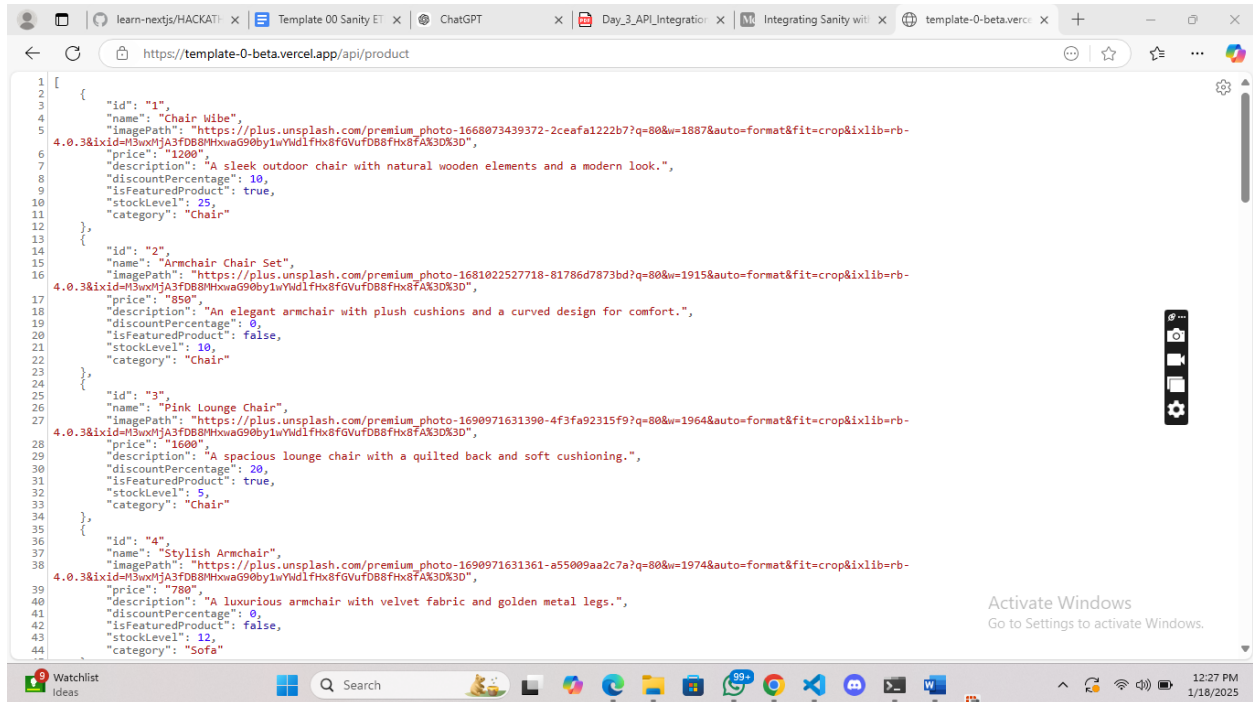 learn-nextjs/HACKATH
Template 00 Sanity ET
ChatGPT
Day_3_API_Integration
Integrating Sanity with
template-0-beta.verce
https://template-0-beta.vercel.app/api/product
1 [
2 {
3 "id": "1",
4 "name": "Chair Wibe",
5 "imagePath": "https://plus.unsplash.com/premium_photo-1668073439372-2ceafa1222b7?q=80&w=1887&auto=format&fit=crop&ixlib=rb-
4.0.3&ixid=M3wxMjA3fDB8MHxwaG90by1wYWdlfHx8fGVufDB8fHx8fA%3D%3D",
6 "price": "1200",
7 "description": "A sleek outdoor chair with natural wooden elements and a modern look.",
8 "discountPercentage": 10,
9 "isFeaturedProduct": true,
10 "stockLevel": 25,
11 "category": "Chair"
12 },
13 {
14 "id": "2",
15 "name": "Armchair Chair Set",
16 "imagePath": "https://plus.unsplash.com/premium_photo-1681022527718-81786d7873bd?q=80&w=1915&auto=format&fit=crop&ixlib=rb-
4.0.3&ixid=M3wxMjA3fDB8MHxwaG90by1wYWdlfHx8fGVufDB8fHx8fA%3D%3D",
17 "price": "850",
18 "description": "An elegant armchair with plush cushions and a curved design for comfort.",
19 "discountPercentage": 0,
20 "isFeaturedProduct": false,
21 "stockLevel": 10,
22 "category": "Chair"
23 },
24 {
25 "id": "3",
26 "name": "Pink Lounge Chair",
27 "imagePath": "https://plus.unsplash.com/premium_photo-1690971631390-4f3fa92315f9?q=80&w=1964&auto=format&fit=crop&ixlib=rb-
4.0.3&ixid=M3wxMjA3fDB8MHxwaG90by1wYWdlfHx8fGVufDB8fHx8fA%3D%3D",
28 "price": "1600",
29 "description": "A spacious lounge chair with a quilted back and soft cushioning.",
30 "discountPercentage": 20,
31 "isFeaturedProduct": true,
32 "stockLevel": 5,
33 "category": "Chair"
34 },
35 {
36 "id": "4",
37 "name": "Stylish Armchair",
38 "imagePath": "https://plus.unsplash.com/premium_photo-1690971631361-a55009aa2c7a?q=80&w=1974&auto=format&fit=crop&ixlib=rb-
4.0.3&ixid=M3wxMjA3fDB8MHxwaG90by1wYWdlfHx8fGVufDB8fHx8fA%3D%3D",
39 "price": "780",
40 "description": "A luxurious armchair with velvet fabric and golden metal legs.",
41 "discountPercentage": 0,
42 "isFeaturedProduct": false,
43 "stockLevel": 12,
44 "category": "Sofa"
Activate Windows
Go to Settings to activate Windows.
9
Watchlist
Ideas
Search
99+
12:27 PM
1/18/2025